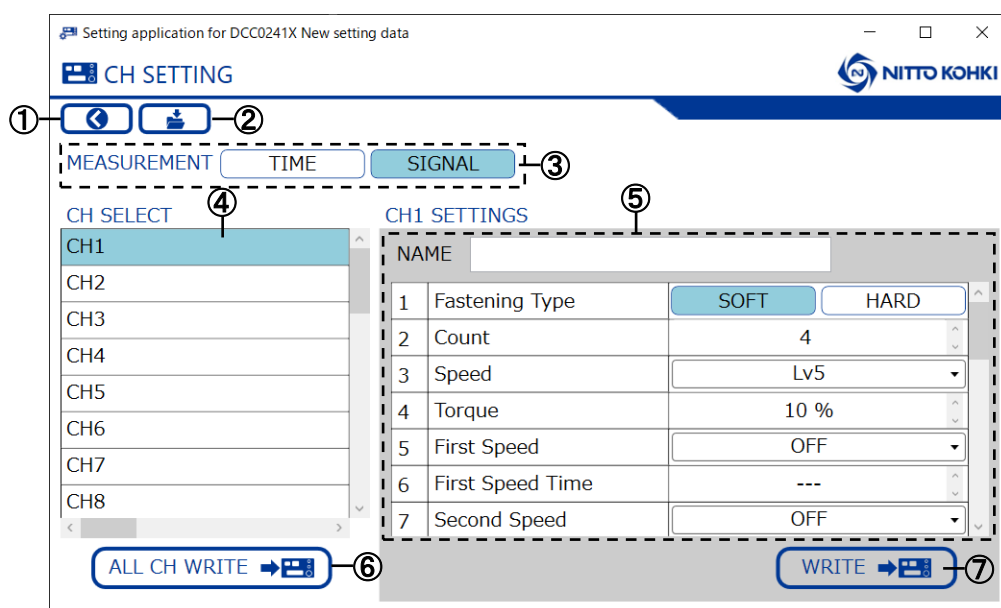 Setting application for DCC0241X New setting data
CH SETTING
NITTO KOHKI
① ②
MEASUREMENT TIME SIGNAL ③
④ ⑤
CH SELECT
CH1
CH2
CH3
CH4
CH5
CH6
CH7
CH8
CH1 SETTINGS
NAME
1 Fastening Type SOFT HARD
2 Count 4
3 Speed Lv5
4 Torque 10 %
5 First Speed OFF
6 First Speed Time ---
7 Second Speed OFF
ALL CH WRITE ⑥
WRITE ⑦